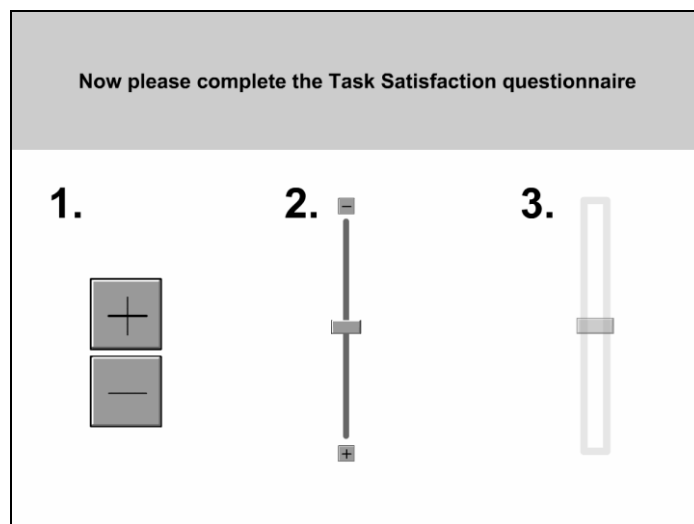 Now please complete the Task Satisfaction questionnaire
1. 2. 3.
+ −
− +